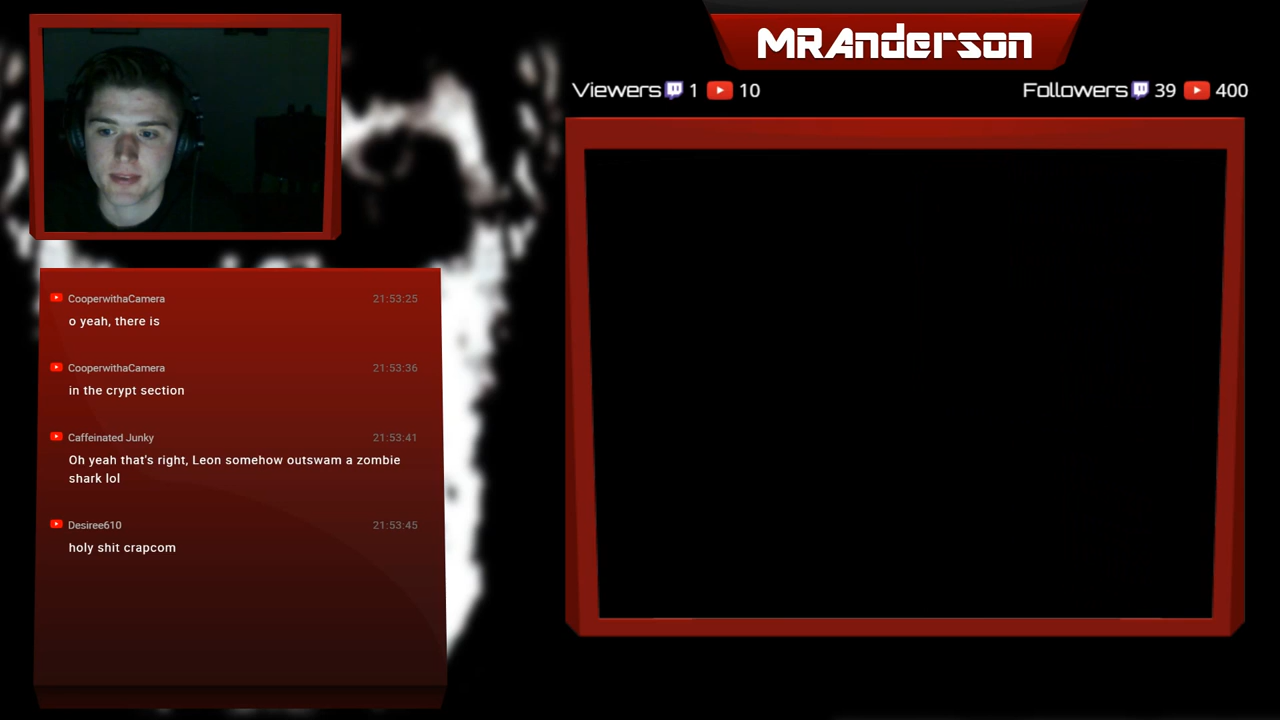 MRAnderson
Viewers 1 10
Followers 39 400
CooperwithaCamera 21:53:25
o yeah, there is
CooperwithaCamera 21:53:36
in the crypt section
Caffeinated Junky 21:53:41
Oh yeah that's right, Leon somehow outswam a zombie
shark lol
Desiree610 21:53:45
holy shit crapcom